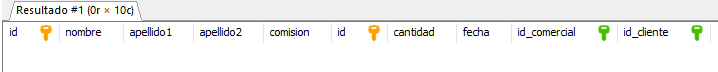 Resultado #1 (0r × 10c)
id nombre apellido1 apellido2 comision id cantidad fecha id_comercial id_cliente